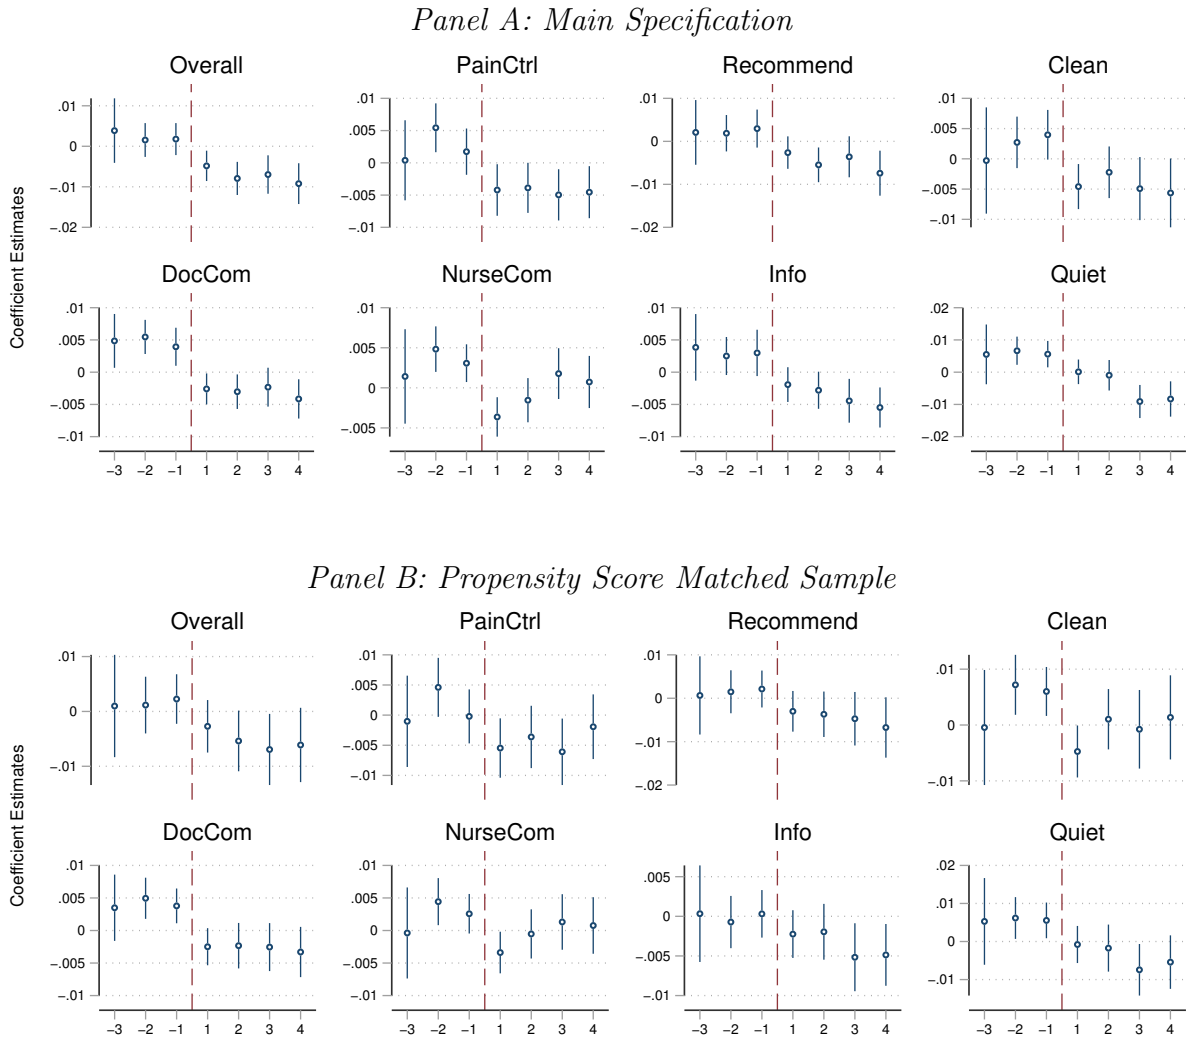 Panel A: Main Specification
Overall PainCtrl Recommend Clean
.01 .01 .01 .01
.005 .005
0 0 0 0
−.005 −.005
−.01 −.01 −.01 −.01
−.02 −.02
Coefficient Estimates
DocCom NurseCom Info Quiet
.01 .01 .01 .02
.005 .005 .005 .01
0 0 0 0
−.005 −.005 −.005 −.01
−.01 −.01 −.02
−3 −2 −1 1 2 3 4 −3 −2 −1 1 2 3 4 −3 −2 −1 1 2 3 4 −3 −2 −1 1 2 3 4
Panel B: Propensity Score Matched Sample
Overall PainCtrl Recommend Clean
.01 .01 .01 .01
.005
0 0 0 0
−.005
−.01 −.01 −.01 −.01
−.02
Coefficient Estimates
DocCom NurseCom Info Quiet
.01 .01 .005 .02
.005 .005 .01
0 0 0 0
−.005 −.005 −.005 −.01
−.01 −.01 −.01
−3 −2 −1 1 2 3 4 −3 −2 −1 1 2 3 4 −3 −2 −1 1 2 3 4 −3 −2 −1 1 2 3 4